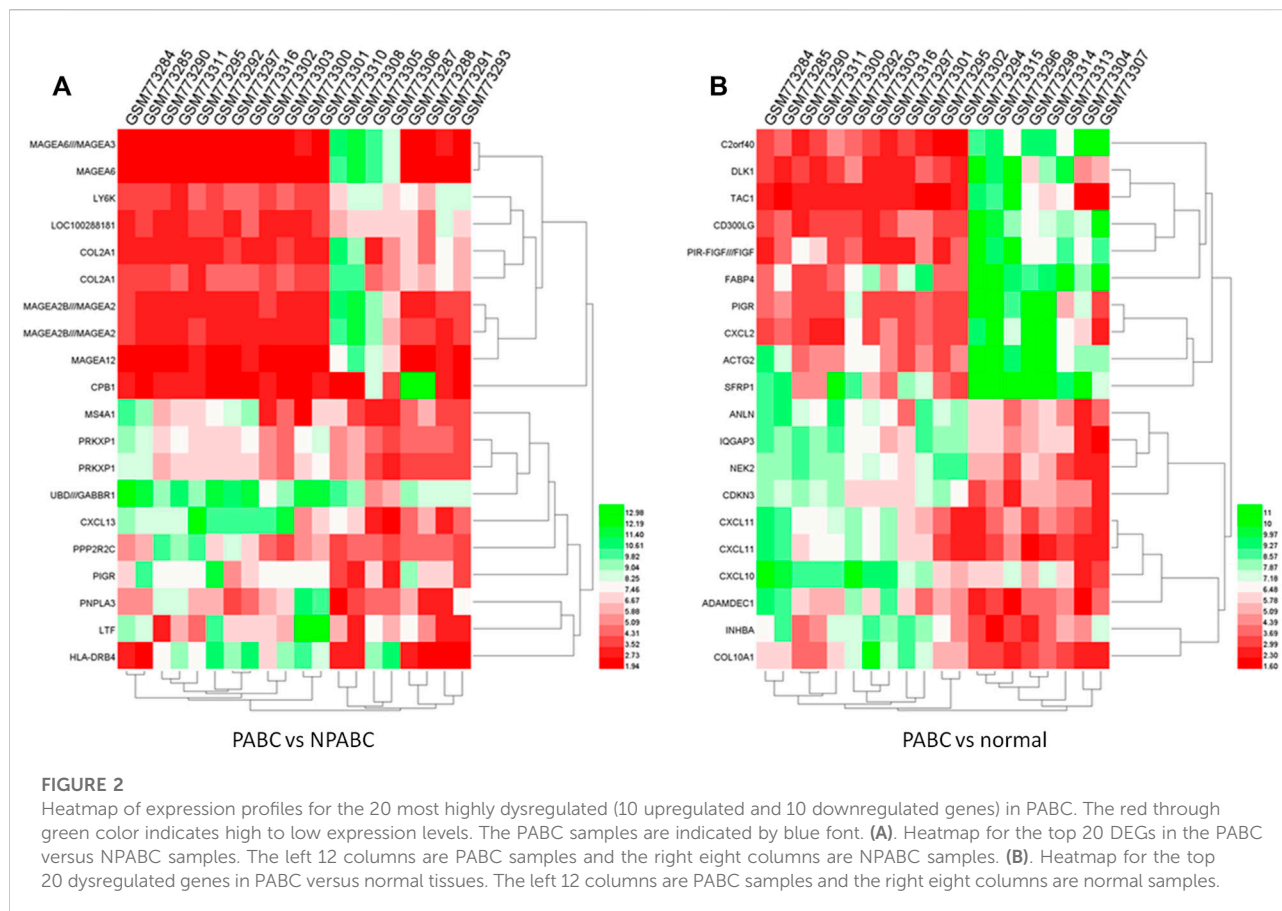 A
GSM773284
GSM773285
GSM773290
GSM773311
GSM773295
GSM773292
GSM773297
GSM773316
GSM773302
GSM773303
GSM773300
GSM773301
GSM773310
GSM773308
GSM773305
GSM773306
GSM773287
GSM773288
GSM773291
GSM773293
MAGEA6///MAGEA3
MAGEA6
LY6K
LOC100288181
COL2A1
COL2A1
MAGEA2B///MAGEA2
MAGEA2B///MAGEA2
MAGEA12
CPB1
MS4A1
PRKXP1
PRKXP1
UBD///GABBR1
CXCL13
PPP2R2C
PIGR
PNPLA3
LTF
HLA-DRB4
12.98
12.19
11.40
10.61
9.82
9.04
8.25
7.46
6.67
5.88
5.09
4.31
3.52
2.73
1.94
PABC vs NPABC
B
GSM773284
GSM773285
GSM773290
GSM773311
GSM773300
GSM773292
GSM773303
GSM773316
GSM773297
GSM773301
GSM773295
GSM773302
GSM773294
GSM773315
GSM773296
GSM773298
GSM773314
GSM773313
GSM773304
GSM773307
C2orf40
DLK1
TAC1
CD300LG
PIR-FIGF///FIGF
FABP4
PIGR
CXCL2
ACTG2
SFRP1
ANLN
IQGAP3
NEK2
CDKN3
CXCL11
CXCL11
CXCL10
ADAMDEC1
INHBA
COL10A1
11
10
9.97
9.27
8.57
7.87
7.18
6.48
5.78
5.09
4.39
3.69
2.99
2.30
1.60
PABC vs normal
FIGURE 2
Heatmap of expression profiles for the 20 most highly dysregulated (10 upregulated and 10 downregulated genes) in PABC. The red through
green color indicates high to low expression levels. The PABC samples are indicated by blue font. (A). Heatmap for the top 20 DEGs in the PABC
versus NPABC samples. The left 12 columns are PABC samples and the right eight columns are NPABC samples. (B). Heatmap for the top
20 dysregulated genes in PABC versus normal tissues. The left 12 columns are PABC samples and the right eight columns are normal samples.